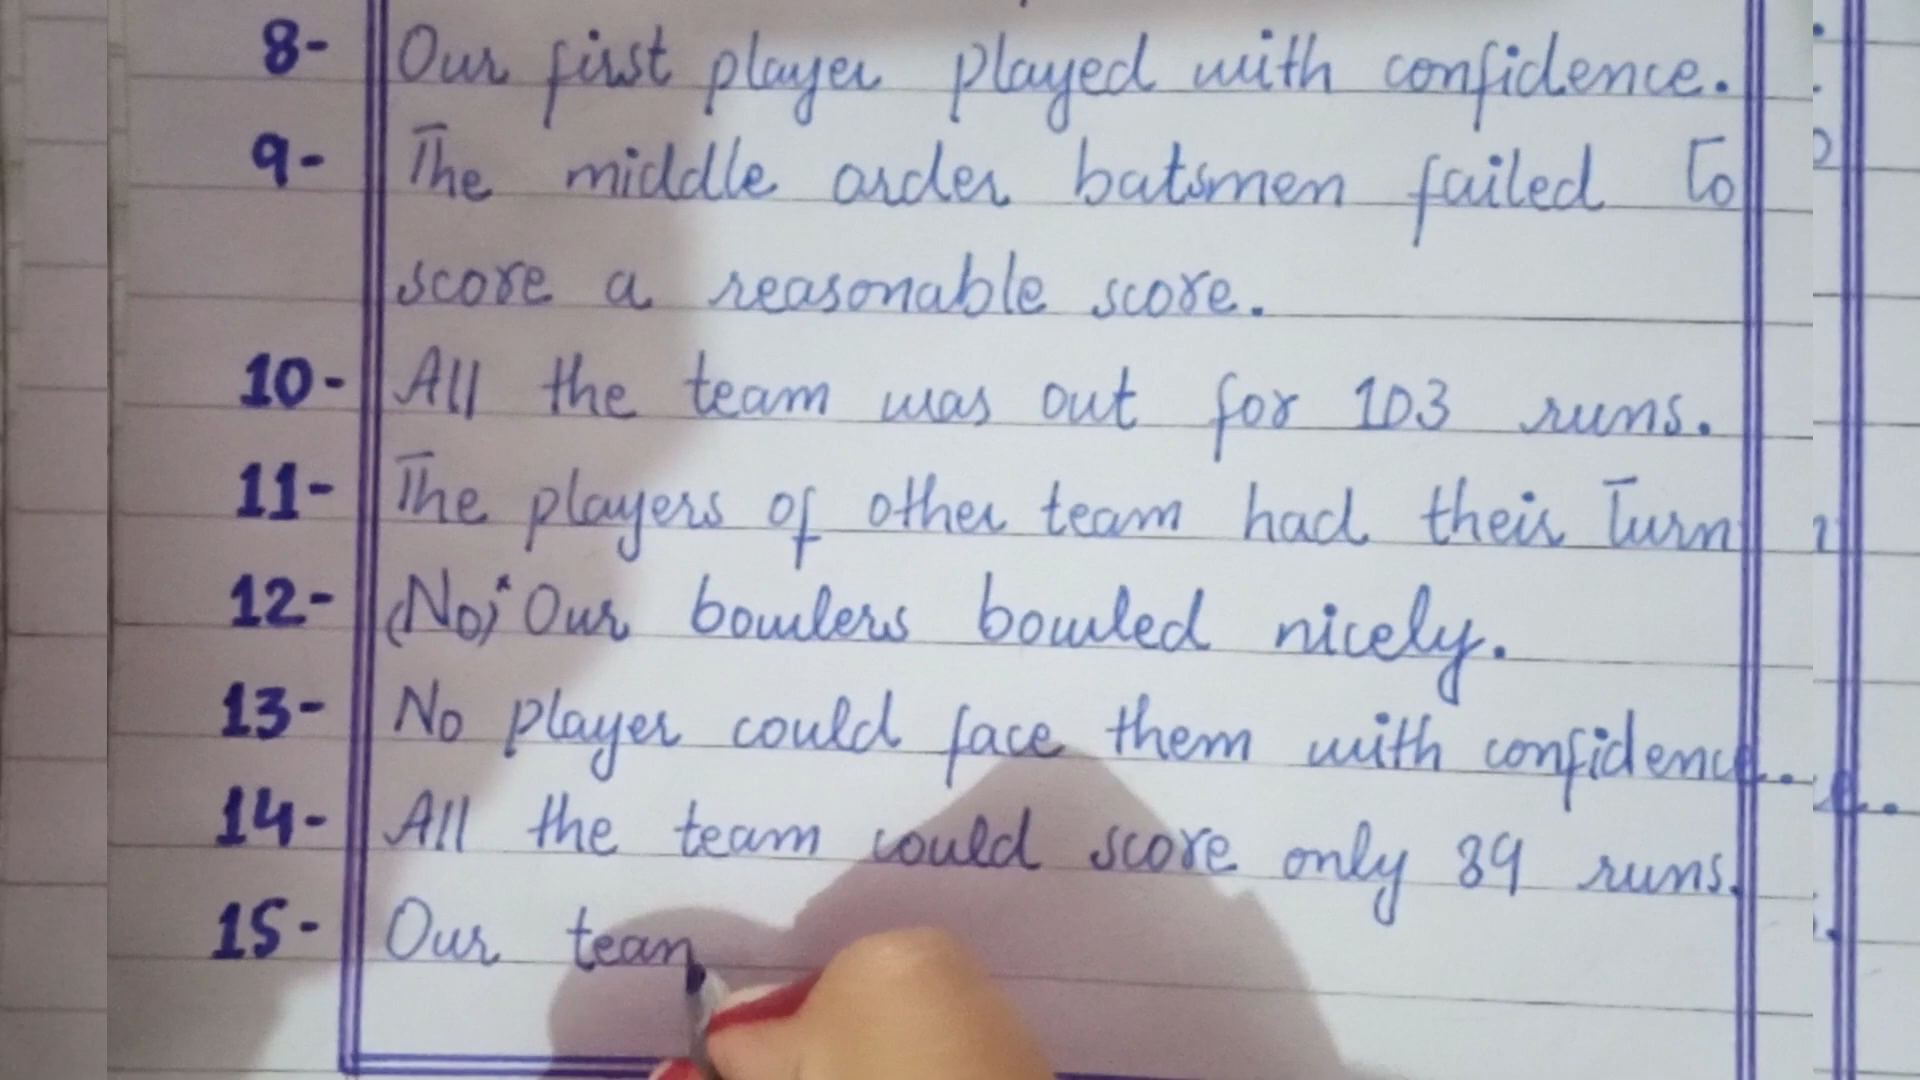 8- Our first player played with confidence.
9- The middle order batsmen failed to
score a reasonable score.
10- All the team was out for 103 runs.
11- The players of other team had their Turn
12- (No) Our bowlers bowled nicely.
13- No player could face them with confidence.
14- All the team could score only 89 runs.
15- Our team